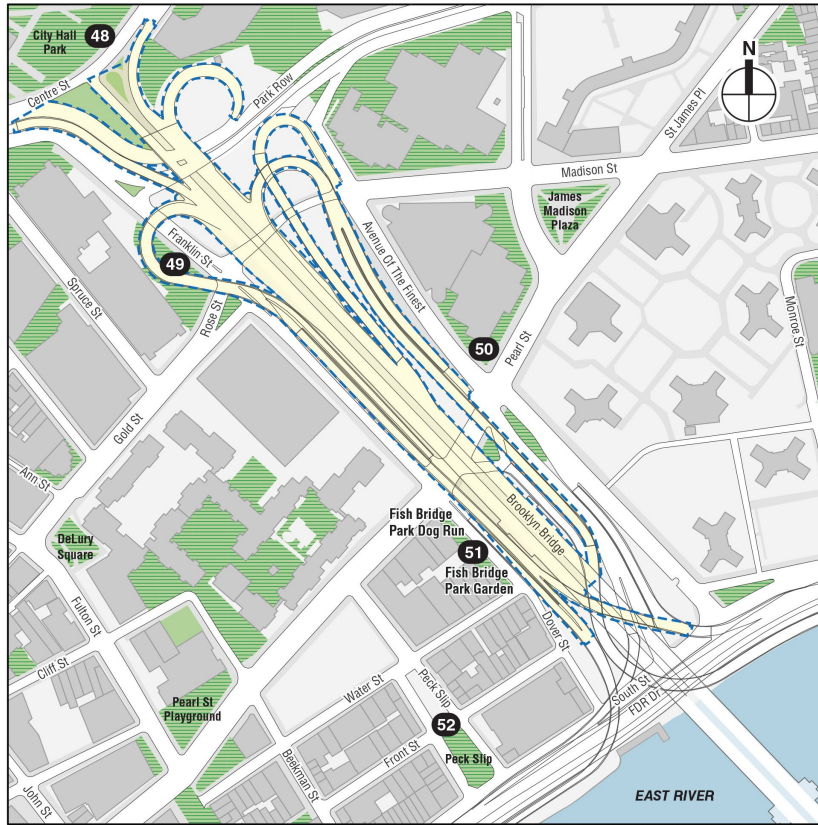 City Hall
Park
48
Centre St
Park Row
N
St James Pl
Madison St
James
Madison
Plaza
Franklin St
49
Avenue Of The Finest
Spruce St
Rose St
Monroe St
50
Pearl St
Gold St
Ann St
Brooklyn Bridge
Fish Bridge
Park Dog Run
51
Fish Bridge
Park Garden
DeLury
Square
Fulton St
Dover St
Cliff St
Pearl St
Playground
Water St
Peck Slip
South St
FDR Dr
52
Front St
Peck Slip
Beekman St
John St
EAST RIVER